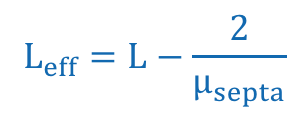 L_eff = L − 2/μ_septa